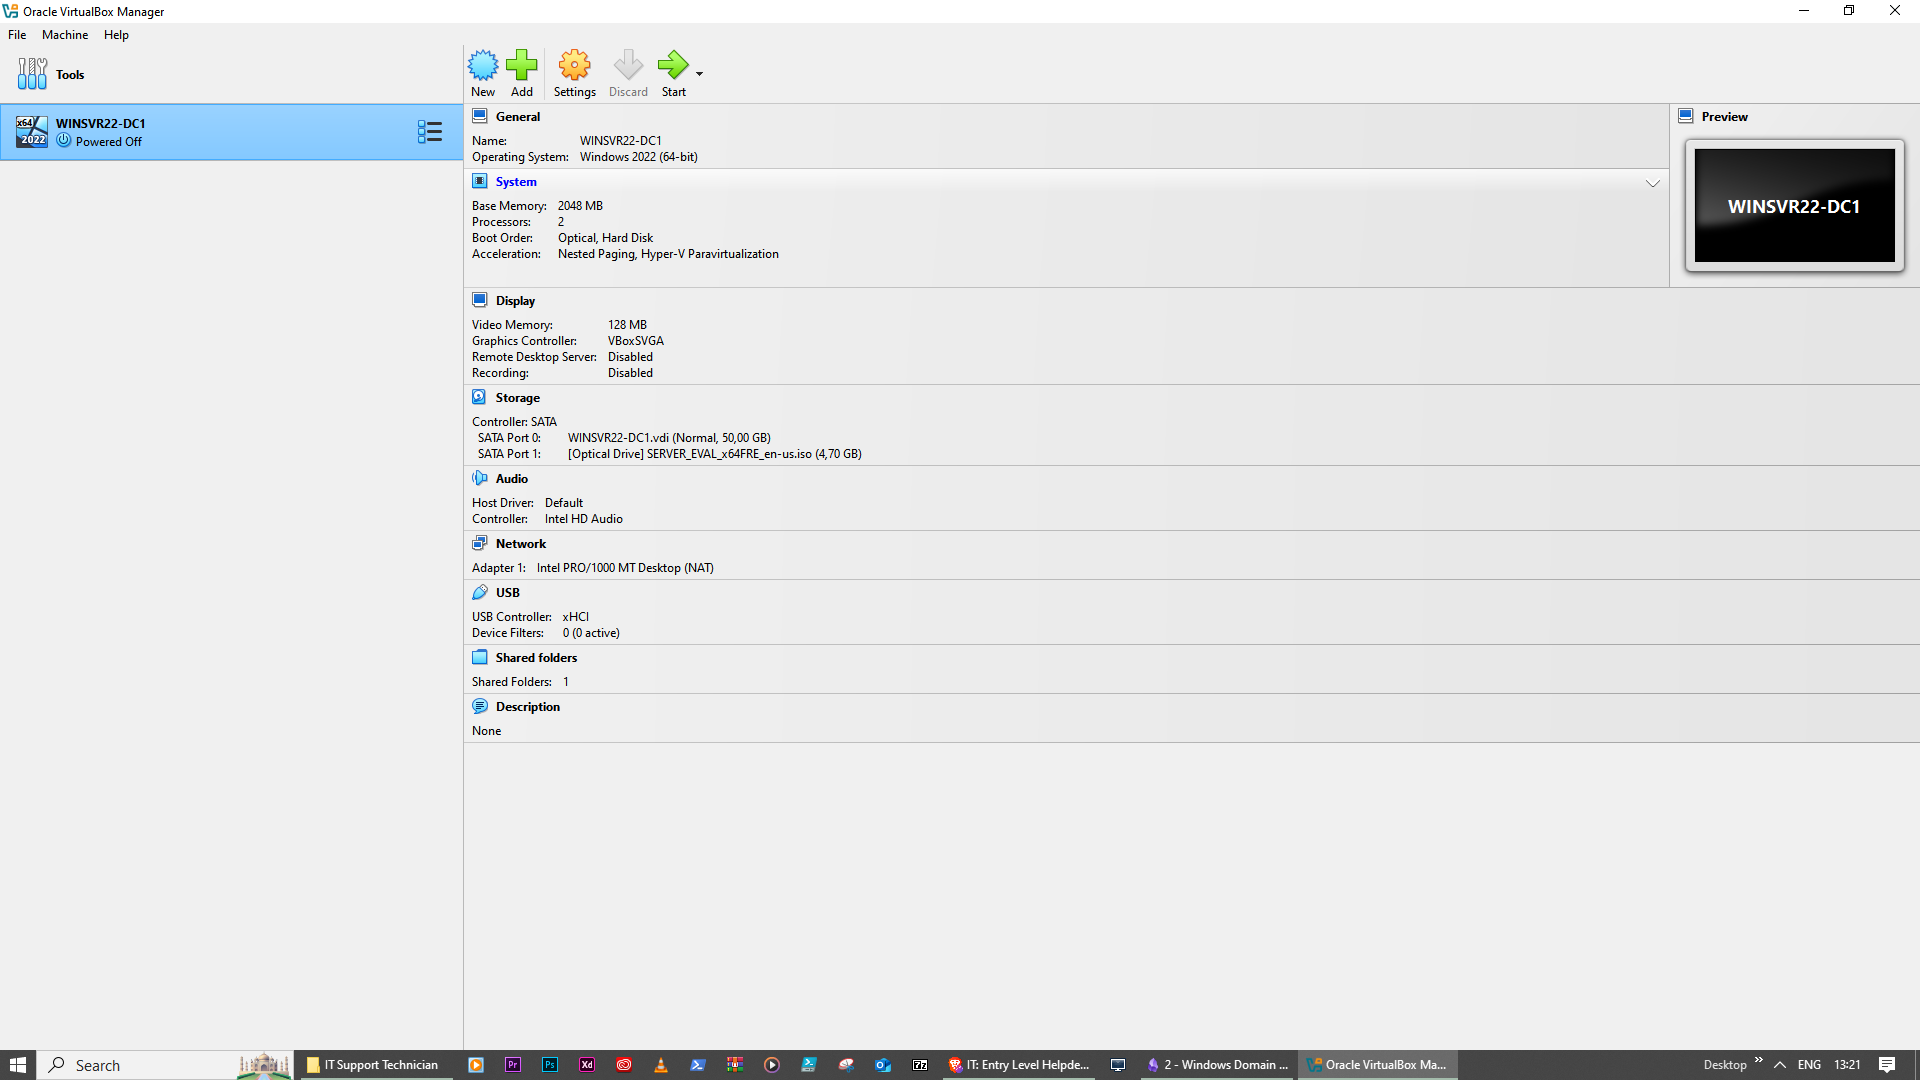 Oracle VirtualBox Manager
File Machine Help
Tools
New Add Settings Discard Start
x64
2022
WINSVR22-DC1
Powered Off
General
Name: WINSVR22-DC1
Operating System: Windows 2022 (64-bit)
Preview
WINSVR22-DC1
System
Base Memory: 2048 MB
Processors: 2
Boot Order: Optical, Hard Disk
Acceleration: Nested Paging, Hyper-V Paravirtualization
Display
Video Memory: 128 MB
Graphics Controller: VBoxSVGA
Remote Desktop Server: Disabled
Recording: Disabled
Storage
Controller: SATA
SATA Port 0: WINSVR22-DC1.vdi (Normal, 50,00 GB)
SATA Port 1: [Optical Drive] SERVER_EVAL_x64FRE_en-us.iso (4,70 GB)
Audio
Host Driver: Default
Controller: Intel HD Audio
Network
Adapter 1: Intel PRO/1000 MT Desktop (NAT)
USB
USB Controller: xHCI
Device Filters: 0 (0 active)
Shared folders
Shared Folders: 1
Description
None
Search
IT Support Technician
Pr
Ps
Xd
7z
IT: Entry Level Helpde...
2 - Windows Domain ...
Oracle VirtualBox Ma...
Desktop
ENG
13:21